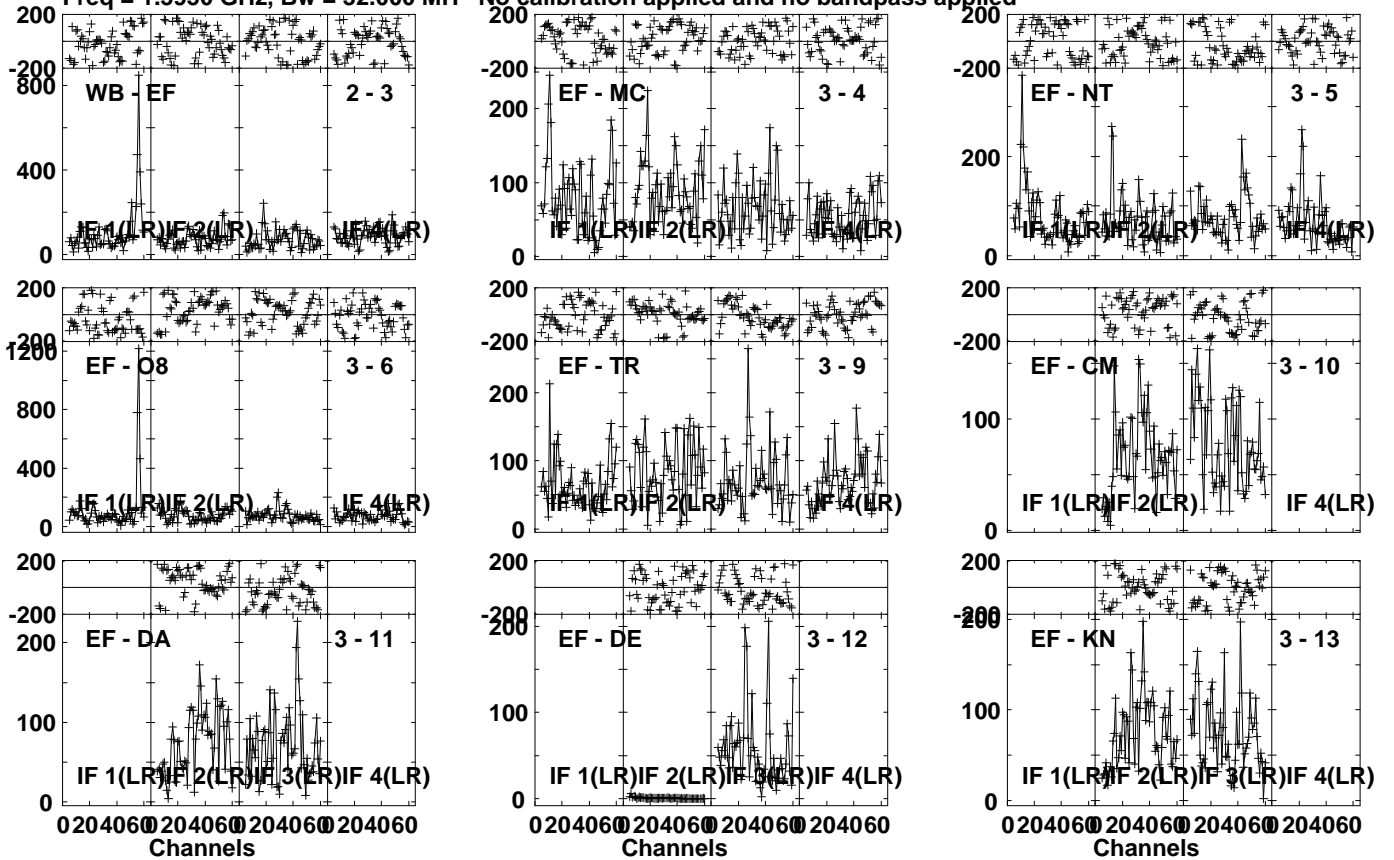 Freq = 1.5950 GHz, Bw = 32.000 MH No calibration applied and no bandpass applied
200
-200
WB - EF 2 - 3
800
400
0
IF 1(LR) IF 2(LR) IF 4(LR)
200
-200
EF - MC 3 - 4
200
100
0
IF 1(LR) IF 2(LR) IF 4(LR)
200
-200
EF - NT 3 - 5
200
0
IF 1(LR) IF 2(LR) IF 4(LR)
200
-200
EF - O8 3 - 6
1200
800
400
0
IF 1(LR) IF 2(LR) IF 4(LR)
200
-200
EF - TR 3 - 9
200
100
0
IF 1(LR) IF 2(LR) IF 4(LR)
200
-200
EF - CM 3 - 10
100
0
IF 1(LR) IF 2(LR) IF 4(LR)
200
-200
EF - DA 3 - 11
200
100
0
IF 1(LR) IF 2(LR) IF 3(LR) IF 4(LR)
0 20 40 60 0 20 40 60 0 20 40 60 0 20 40 60
Channels
200
-200
EF - DE 3 - 12
200
100
0
IF 1(LR) IF 2(LR) IF 3(LR) IF 4(LR)
0 20 40 60 0 20 40 60 0 20 40 60 0 20 40 60
Channels
200
-200
EF - KN 3 - 13
200
100
0
IF 1(LR) IF 2(LR) IF 3(LR) IF 4(LR)
0 20 40 60 0 20 40 60 0 20 40 60 0 20 40 60
Channels